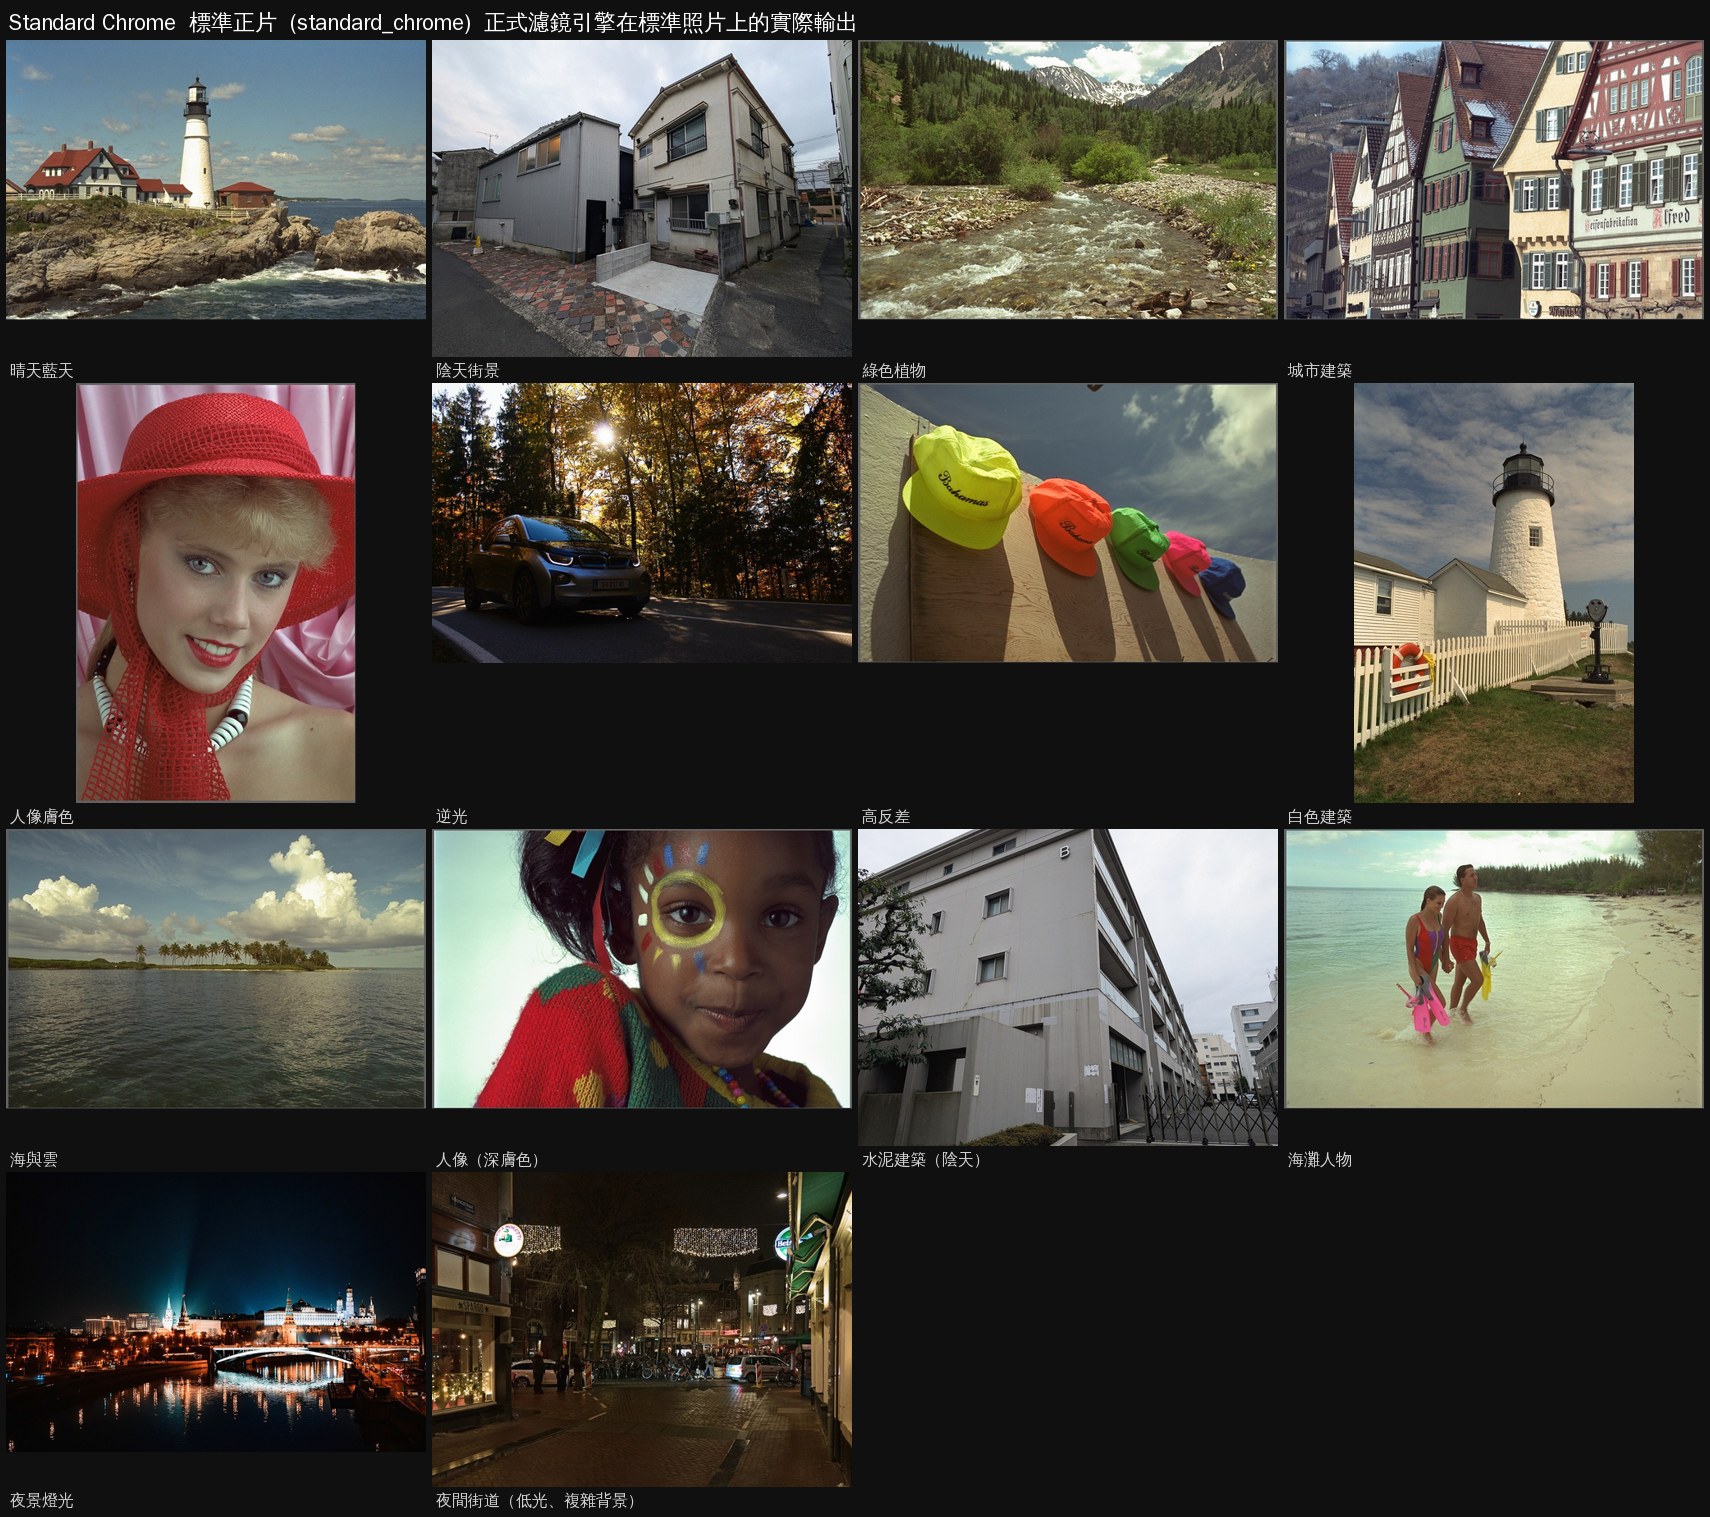 Standard Chrome 標準正片 (standard_chrome) 正式濾鏡引擎在標準照片上的實際輸出
Alfred
晴天藍天
陰天街景
綠色植物
城市建築
Bahamas
人像膚色
逆光
高反差
白色建築
B
海與雲
人像（深膚色）
水泥建築（陰天）
海灘人物
夜景燈光
夜間街道（低光、複雜背景）